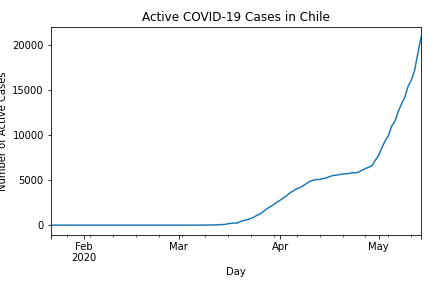 Active COVID-19 Cases in Chile
Number of Active Cases
20000
15000
10000
5000
0
Feb
2020
Mar
Apr
May
Day